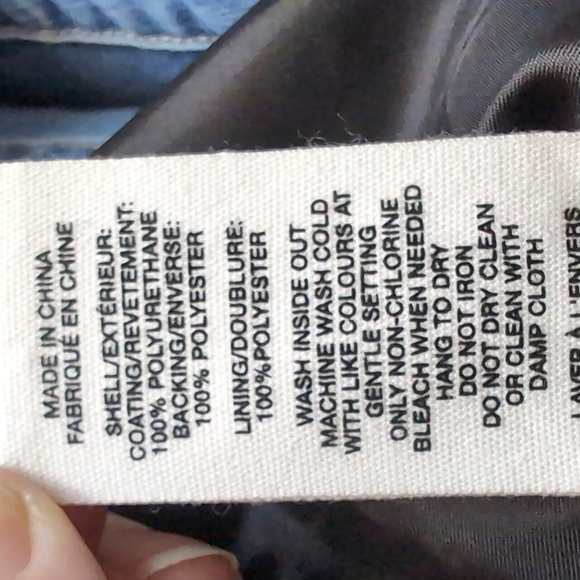 MADE IN CHINA
FABRIQUÉ EN CHINE
SHELL/EXTÉRIEUR:
COATING/REVETEMENT:
100% POLYURETHANE
BACKING/ENVERSE:
100% POLYESTER
LINING/DOUBLURE:
100%POLYESTER
WASH INSIDE OUT
MACHINE WASH COLD
WITH LIKE COLOURS AT
GENTLE SETTING
ONLY NON-CHLORINE
BLEACH WHEN NEEDED
HANG TO DRY
DO NOT IRON
DO NOT DRY CLEAN
OR CLEAN WITH
DAMP CLOTH
LAVER À L'ENVERS